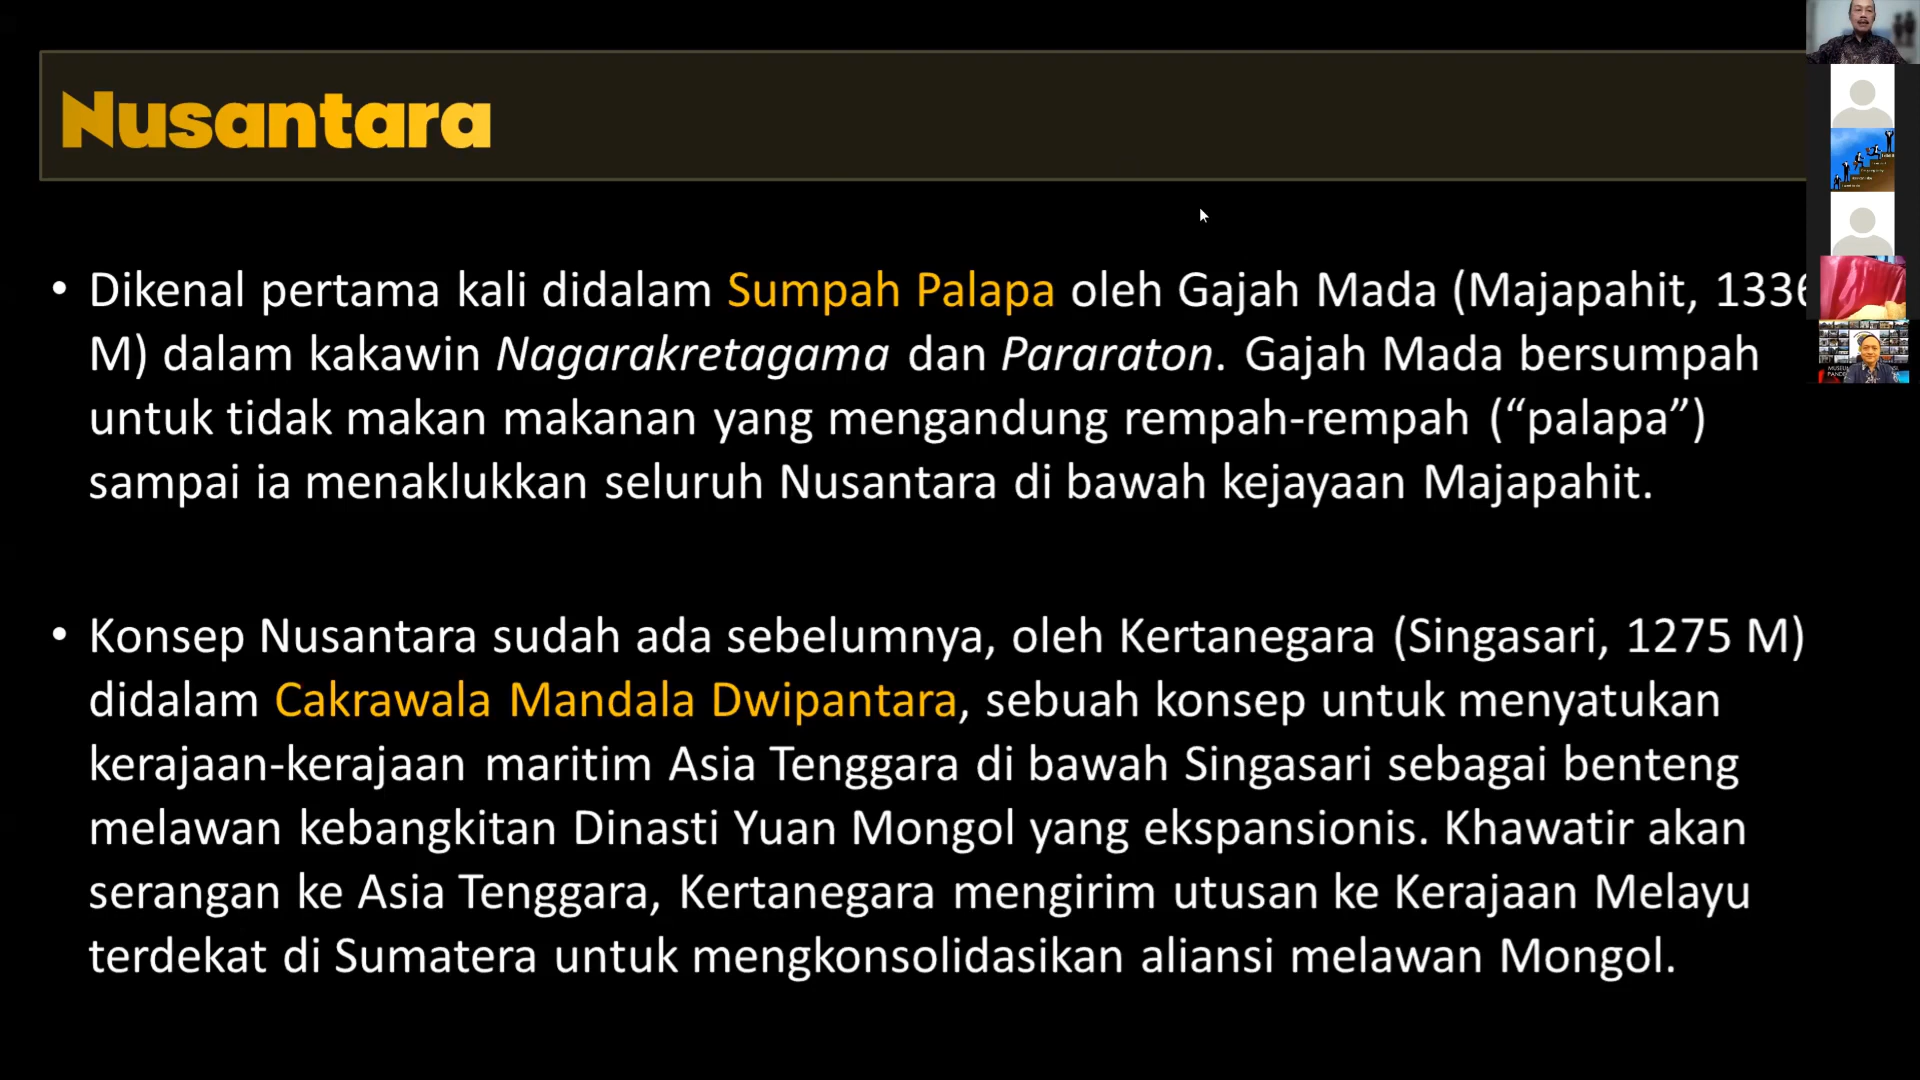 Nusantara
• Dikenal pertama kali didalam Sumpah Palapa oleh Gajah Mada (Majapahit, 1336
M) dalam kakawin Nagarakretagama dan Pararaton. Gajah Mada bersumpah
untuk tidak makan makanan yang mengandung rempah-rempah (“palapa”)
sampai ia menaklukkan seluruh Nusantara di bawah kejayaan Majapahit.
• Konsep Nusantara sudah ada sebelumnya, oleh Kertanegara (Singasari, 1275 M)
didalam Cakrawala Mandala Dwipantara, sebuah konsep untuk menyatukan
kerajaan-kerajaan maritim Asia Tenggara di bawah Singasari sebagai benteng
melawan kebangkitan Dinasti Yuan Mongol yang ekspansionis. Khawatir akan
serangan ke Asia Tenggara, Kertanegara mengirim utusan ke Kerajaan Melayu
terdekat di Sumatera untuk mengkonsolidasikan aliansi melawan Mongol.